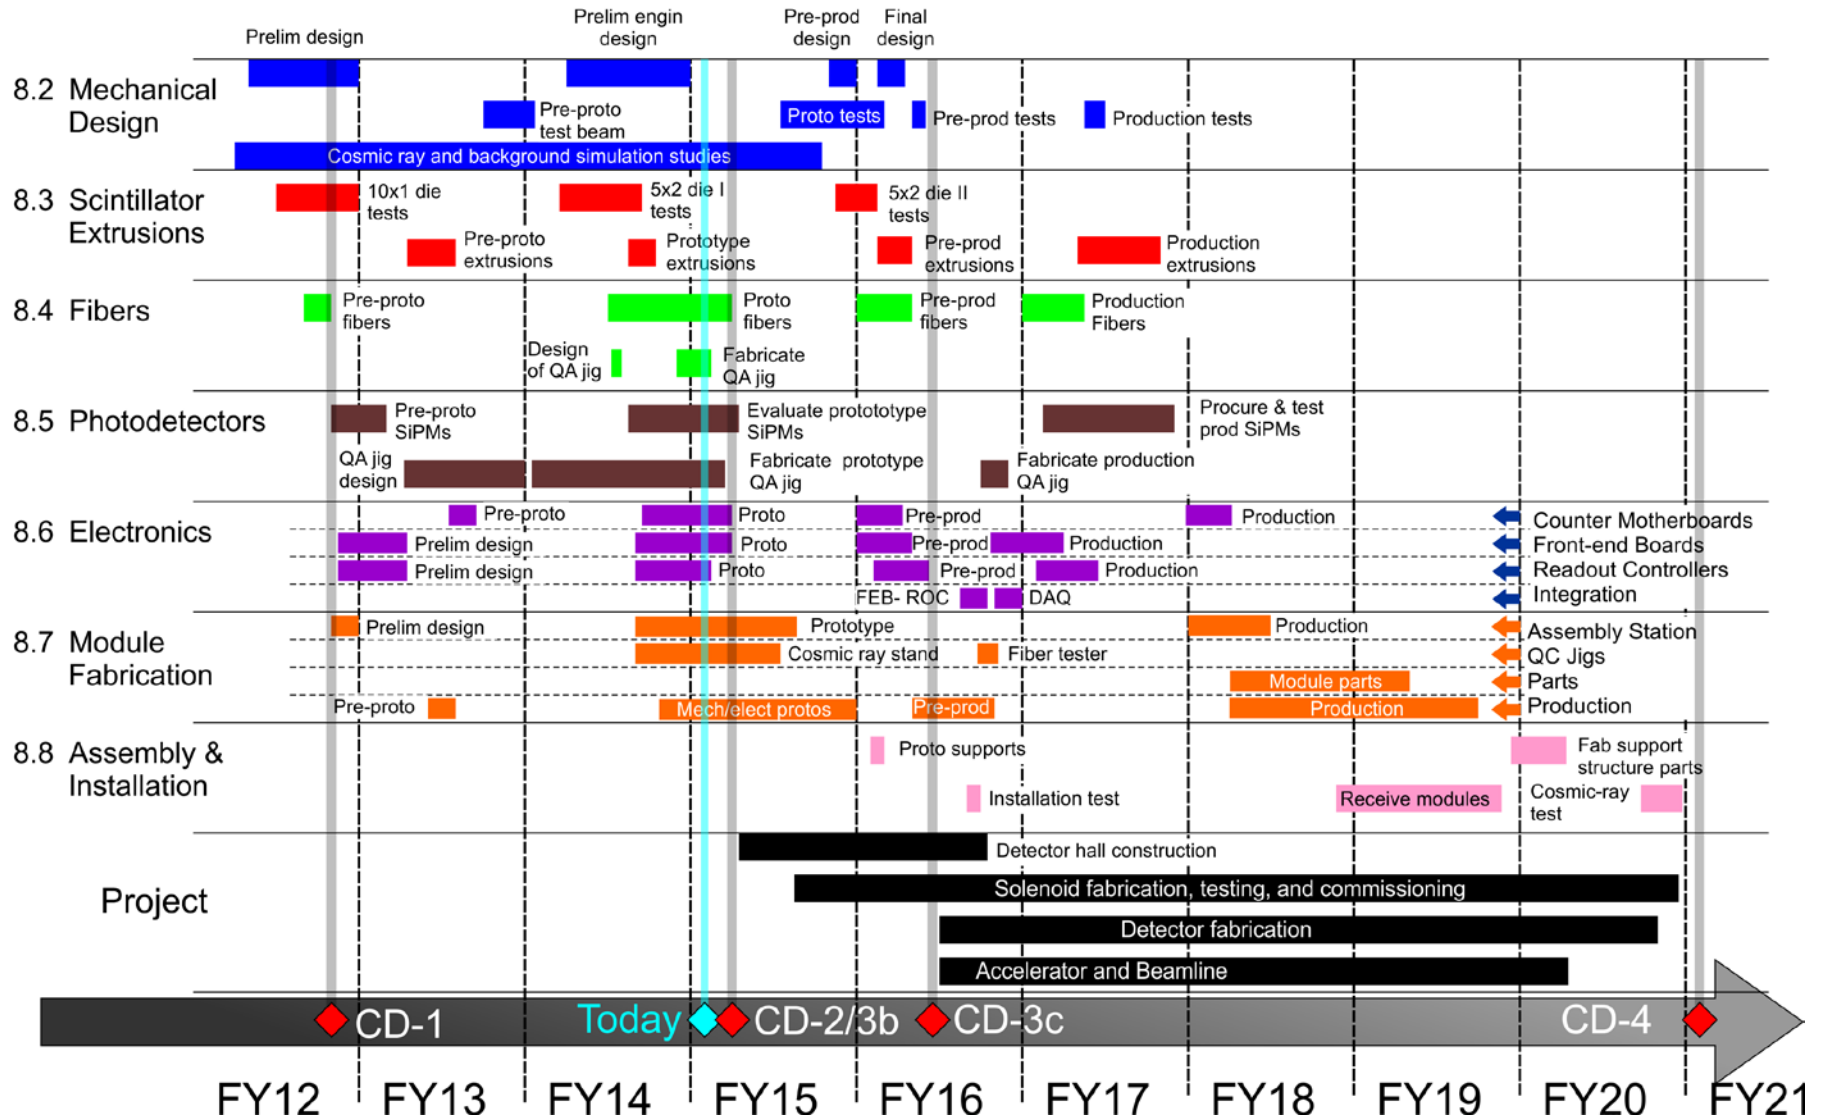 Prelim design
Prelim engin
design
Pre-prod
design
Final
design
8.2 Mechanical
Design
Pre-proto
test beam
Proto tests
Pre-prod tests
Production tests
Cosmic ray and background simulation studies
8.3 Scintillator
Extrusions
10x1 die
tests
5x2 die I
tests
5x2 die II
tests
Pre-proto
extrusions
Prototype
extrusions
Pre-prod
extrusions
Production
extrusions
8.4 Fibers
Pre-proto
fibers
Proto
fibers
Pre-prod
fibers
Production
Fibers
Design
of QA jig
Fabricate
QA jig
8.5 Photodetectors
Pre-proto
SiPMs
Evaluate protototype
SiPMs
Procure & test
prod SiPMs
QA jig
design
Fabricate prototype
QA jig
Fabricate production
QA jig
8.6 Electronics
Pre-proto
Proto
Pre-prod
Production
Counter Motherboards
Prelim design
Proto
Pre-prod
Production
Front-end Boards
Prelim design
Proto
Pre-prod
Production
Readout Controllers
FEB- ROC
DAQ
Integration
8.7 Module
Fabrication
Prelim design
Prototype
Production
Assembly Station
Cosmic ray stand
Fiber tester
QC Jigs
Module parts
Parts
Pre-proto
Mech/elect protos
Pre-prod
Production
Production
8.8 Assembly &
Installation
Proto supports
Fab support
structure parts
Installation test
Receive modules
Cosmic-ray
test
Project
Detector hall construction
Solenoid fabrication, testing, and commissioning
Detector fabrication
Accelerator and Beamline
CD-1
Today
CD-2/3b
CD-3c
CD-4
FY12 FY13 FY14 FY15 FY16 FY17 FY18 FY19 FY20 FY21